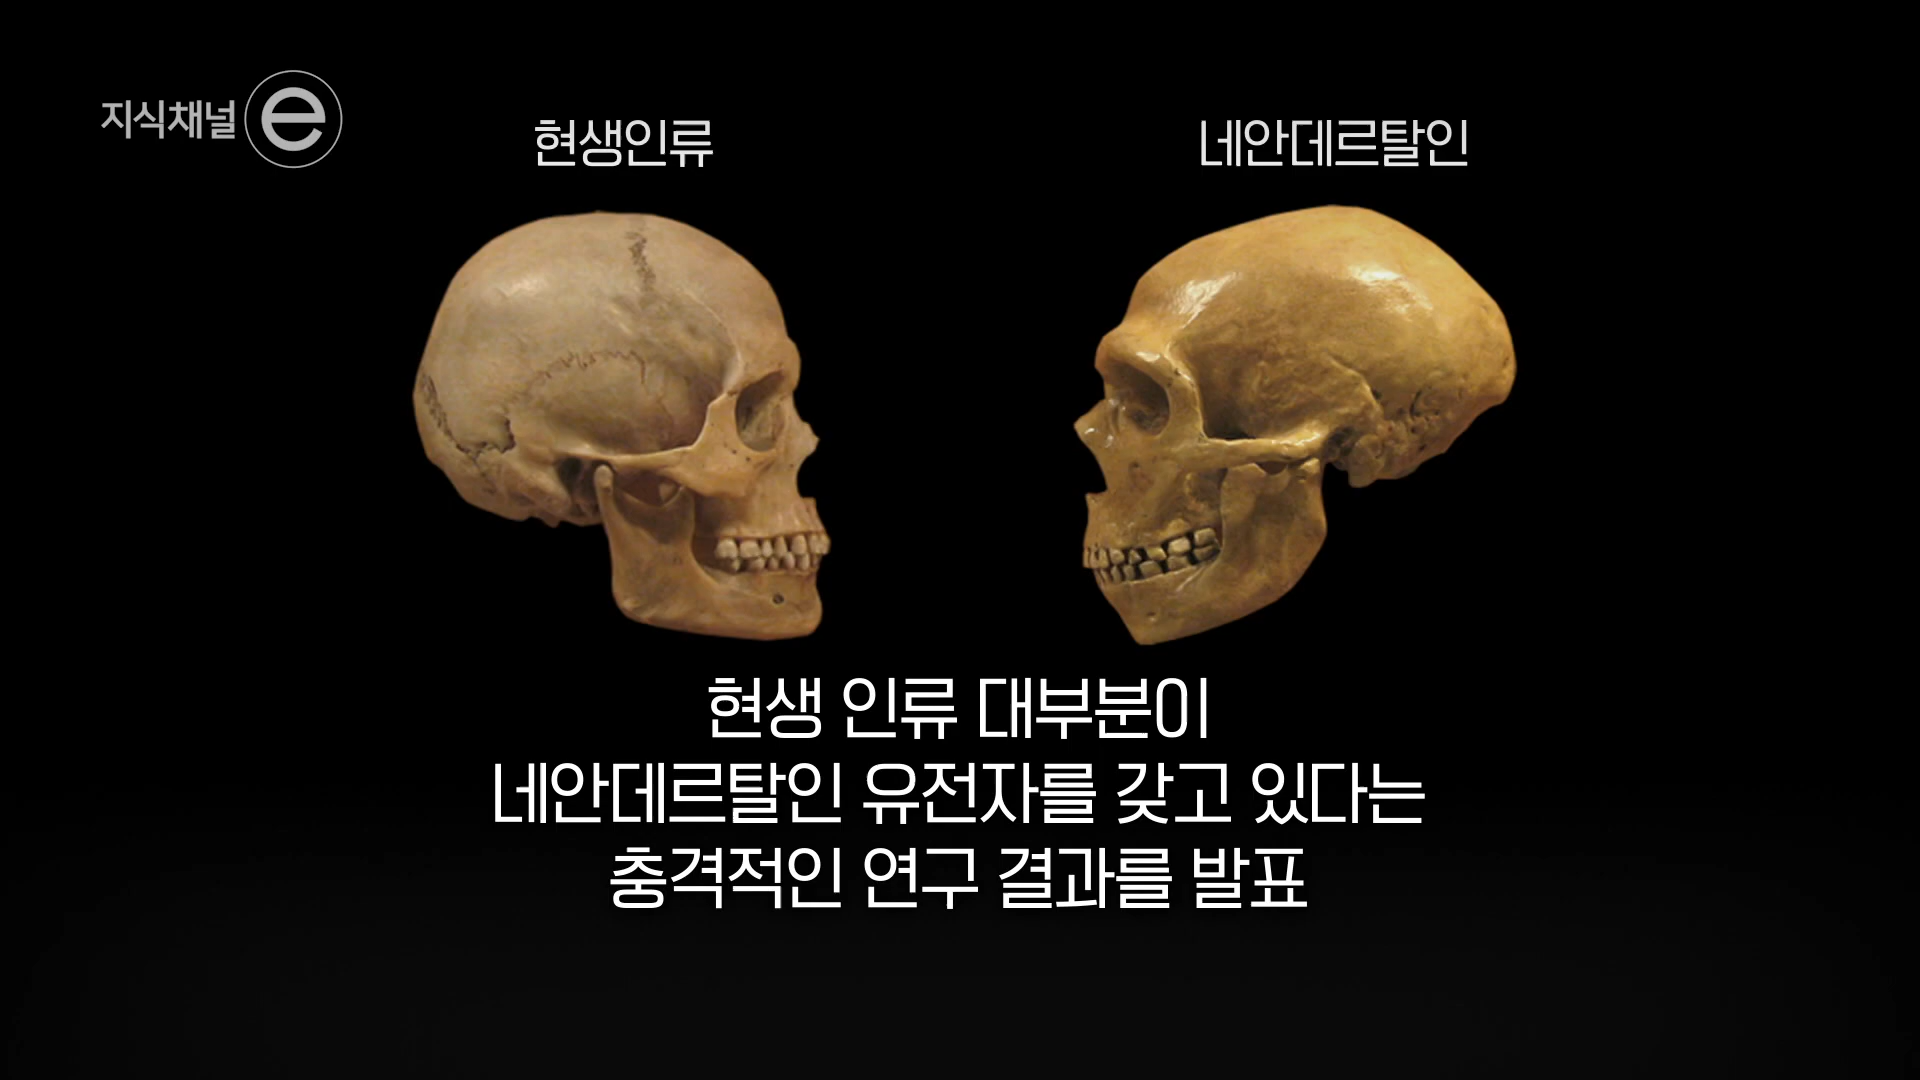 지식채널 e
현생인류
네안데르탈인
현생 인류 대부분이
네안데르탈인 유전자를 갖고 있다는
충격적인 연구 결과를 발표